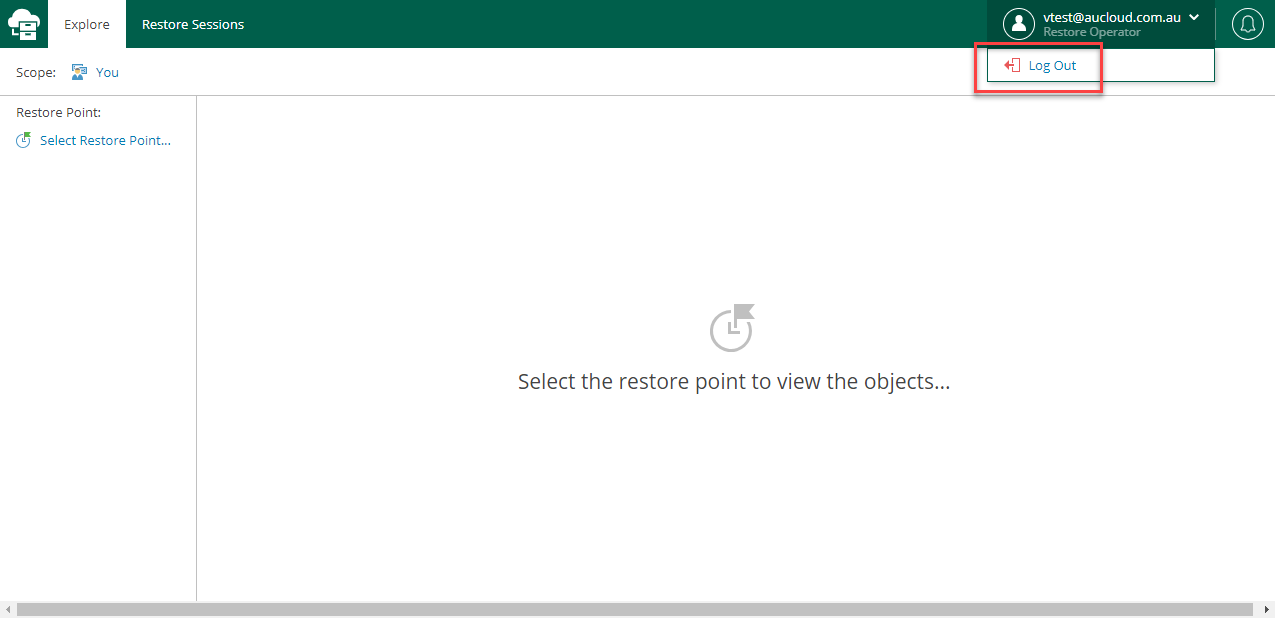 Explore
Restore Sessions
vtest@aucloud.com.au
Restore Operator
Scope:
You
Log Out
Restore Point:
Select Restore Point...
Select the restore point to view the objects...